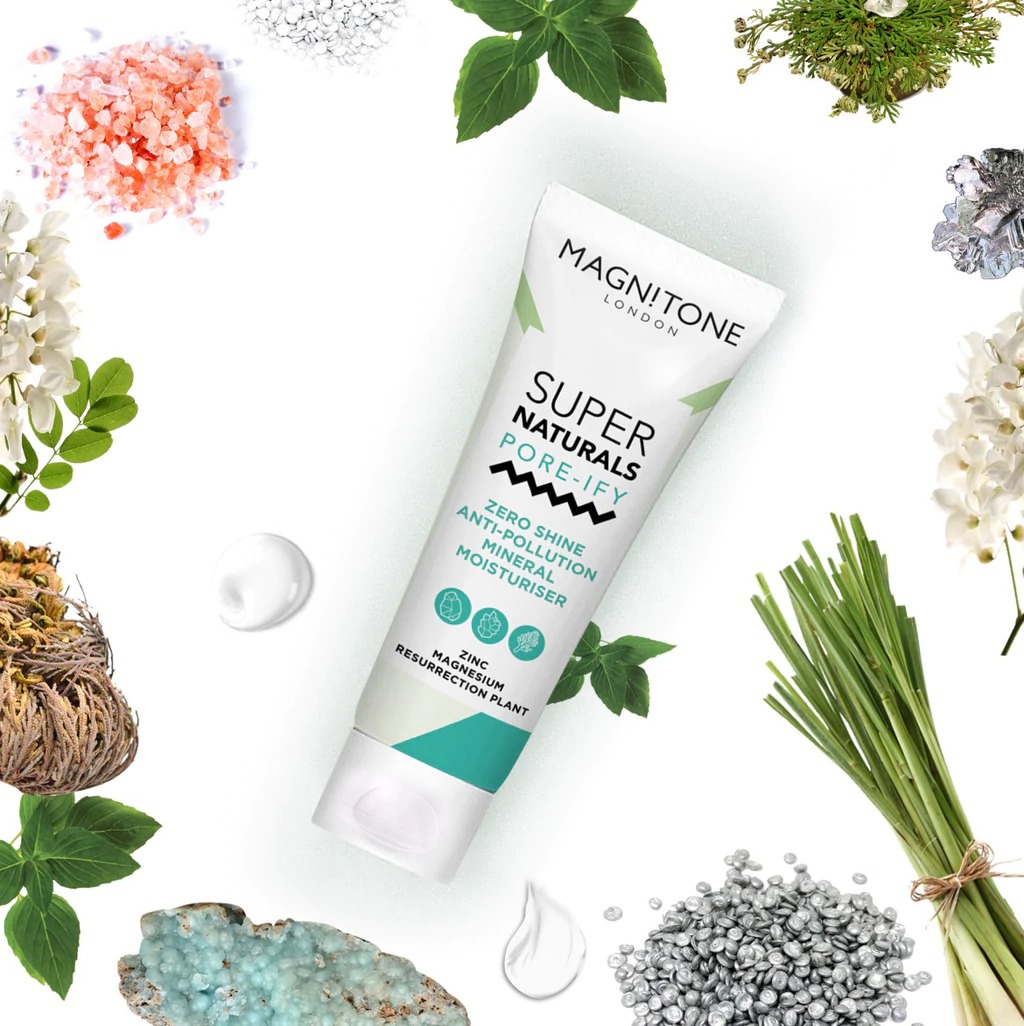 MAGN!TONE
LONDON
SUPER
NATURALS
PORE-IFY
ZERO SHINE
ANTI-POLLUTION
MINERAL
MOISTURISER
ZINC
MAGNESIUM
RESURRECTION PLANT